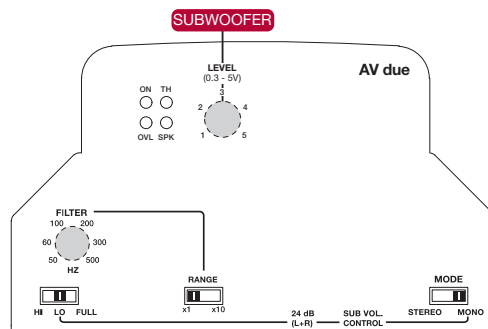 SUBWOOFER
LEVEL
(0.3 - 5V)
AV due
ON TH
OVL SPK
3
2 4
1 5
FILTER
100 200
60 300
50 500
HZ
HI LO FULL
RANGE
x1 x10
MODE
STEREO MONO
24 dB
(L+R)
SUB VOL.
CONTROL